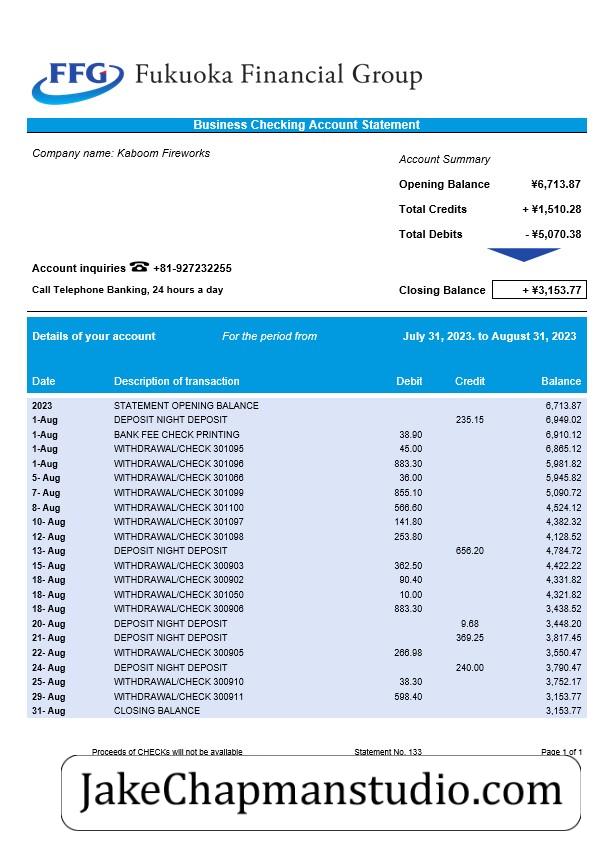 FFG Fukuoka Financial Group
Business Checking Account Statement
Company name: Kaboom Fireworks
Account Summary
Opening Balance ¥6,713.87
Total Credits + ¥1,510.28
Total Debits - ¥5,070.38
Account inquiries ☎ +81-927232255
Call Telephone Banking, 24 hours a day
Closing Balance + ¥3,153.77
Details of your account For the period from July 31, 2023. to August 31, 2023
Date Description of transaction Debit Credit Balance
2023 STATEMENT OPENING BALANCE 6,713.87
1-Aug DEPOSIT NIGHT DEPOSIT 235.15 6,949.02
1-Aug BANK FEE CHECK PRINTING 38.90 6,910.12
1-Aug WITHDRAWAL/CHECK 301095 45.00 6,865.12
1-Aug WITHDRAWAL/CHECK 301096 883.30 5,981.82
5- Aug WITHDRAWAL/CHECK 301066 36.00 5,945.82
7- Aug WITHDRAWAL/CHECK 301099 855.10 5,090.72
8- Aug WITHDRAWAL/CHECK 301100 566.60 4,524.12
10- Aug WITHDRAWAL/CHECK 301097 141.80 4,382.32
12- Aug WITHDRAWAL/CHECK 301098 253.80 4,128.52
13- Aug DEPOSIT NIGHT DEPOSIT 656.20 4,784.72
15- Aug WITHDRAWAL/CHECK 300903 362.50 4,422.22
18- Aug WITHDRAWAL/CHECK 300902 90.40 4,331.82
18- Aug WITHDRAWAL/CHECK 301050 10.00 4,321.82
18- Aug WITHDRAWAL/CHECK 300906 883.30 3,438.52
20- Aug DEPOSIT NIGHT DEPOSIT 9.68 3,448.20
21- Aug DEPOSIT NIGHT DEPOSIT 369.25 3,817.45
22- Aug WITHDRAWAL/CHECK 300905 266.98 3,550.47
24- Aug DEPOSIT NIGHT DEPOSIT 240.00 3,790.47
25- Aug WITHDRAWAL/CHECK 300910 38.30 3,752.17
29- Aug WITHDRAWAL/CHECK 300911 598.40 3,153.77
31- Aug CLOSING BALANCE 3,153.77
Proceeds of CHECKs will not be available Statement No. 133 Page 1 of 1
JakeChapmanstudio.com